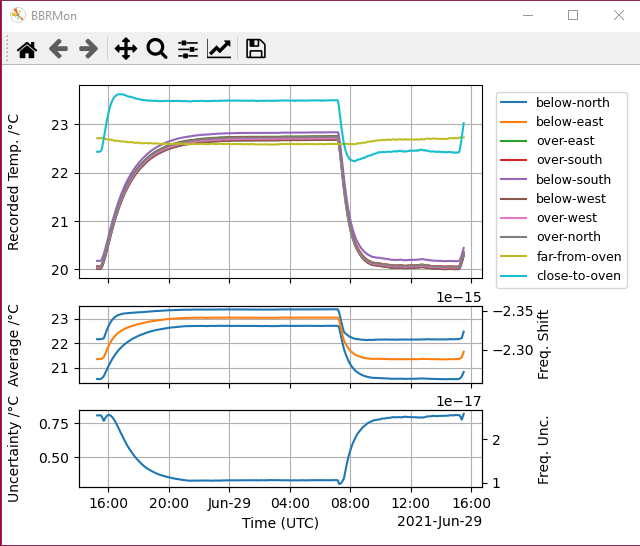 BBRMon
Recorded Temp. /°C
23
22
21
20
below-north
below-east
over-east
over-south
below-south
below-west
over-west
over-north
far-from-oven
close-to-oven
1e−15
Average /°C
23
22
21
−2.35
−2.30
Freq. Shift
1e−17
Uncertainty /°C
0.75
0.50
2
1
Freq. Unc.
16:00 20:00 Jun-29 04:00 08:00 12:00 16:00
Time (UTC)
2021-Jun-29